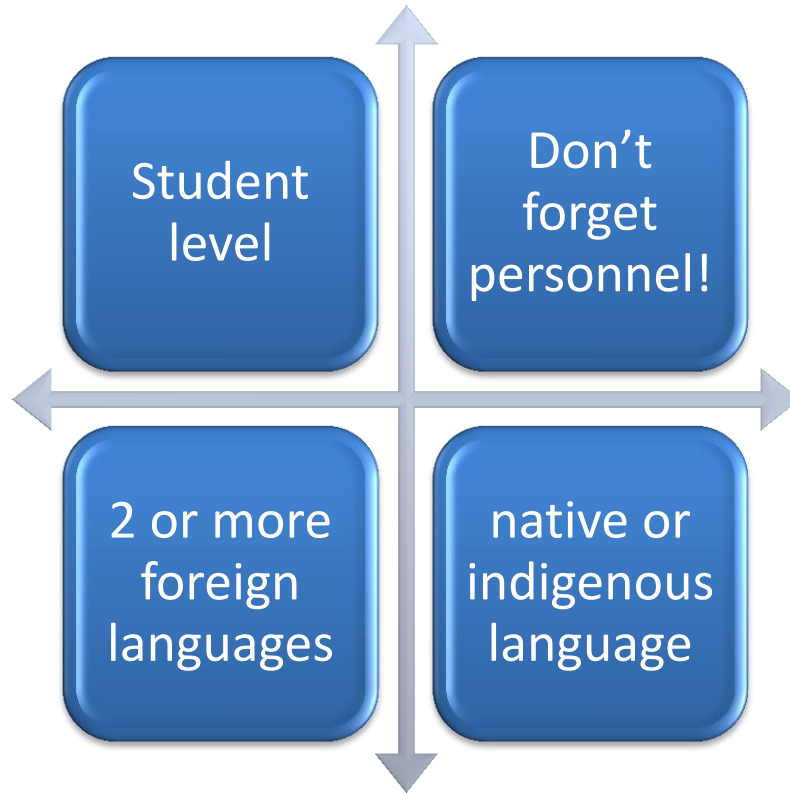 Student
level
Don’t
forget
personnel!
2 or more
foreign
languages
native or
indigenous
language